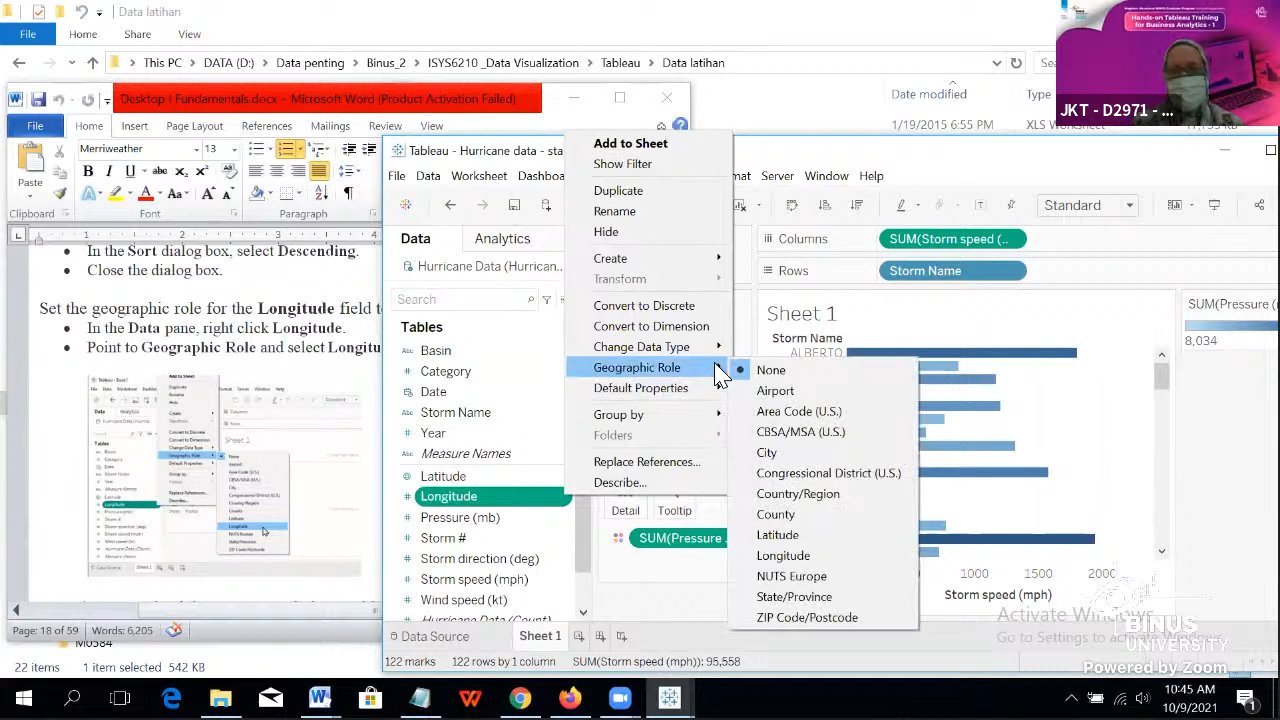 Data latihan
File Home Share View
This PC DATA (D:) Data penting Binus_2 ISYS6210 _Data Visualization Tableau Data latihan
Date modified
1/19/2015 6:55 PM XLS Worksheet
Hands-on Tableau Training
for Business Analytics - 1
JKT - D2971 - ...
Desktop I Fundamentals.docx - Microsoft Word (Product Activation Failed)
File Home Insert Page Layout References Mailings Review View
Merriweather 13
Paste
Clipboard Font Paragraph
In the Sort dialog box, select Descending.
Close the dialog box.
Set the geographic role for the Longitude field t
In the Data pane, right click Longitude.
Point to Geographic Role and select Longitu
Page: 18 of 59 Words: 6,205
22 items 1 item selected 542 KB
Tableau - Hurricane data - sta
File Data Worksheet Dashboa
mat Server Window Help
Standard
Data Analytics
Hurricane Data (Hurrican...
Search
Tables
Basin
Category
Date
Storm Name
Year
Measure Names
Latitude
Longitude
Pressure (mb)
Storm #
Storm direction (deg)
Storm speed (mph)
Wind speed (kt)
Hurricane Data (Count)
Data Source Sheet 1
122 marks 122 rows by 1 column SUM(Storm speed (mph)): 95,558
Add to Sheet
Show Filter
Duplicate
Rename
Hide
Create
Transform
Convert to Discrete
Convert to Dimension
Change Data Type
Geographic Role
Default Properties
Group by
Folders
Replace References...
Describe...
None
Airport
Area Code (U.S.)
CBSA/MSA (U.S.)
City
Congressional District (U.S.)
Country/Region
County
Latitude
Longitude
NUTS Europe
State/Province
ZIP Code/Postcode
Detail Tooltip
SUM(Pressure
Columns SUM(Storm speed (..
Rows Storm Name
Sheet 1
Storm Name
ALBERTO
1000 1500 2000
Storm speed (mph)
SUM(Pressure (
8,034
Activate Windows
Go to Settings to activate Windows.
BINUS
UNIVERSITY
Powered by Zoom
10:45 AM
10/9/2021
1